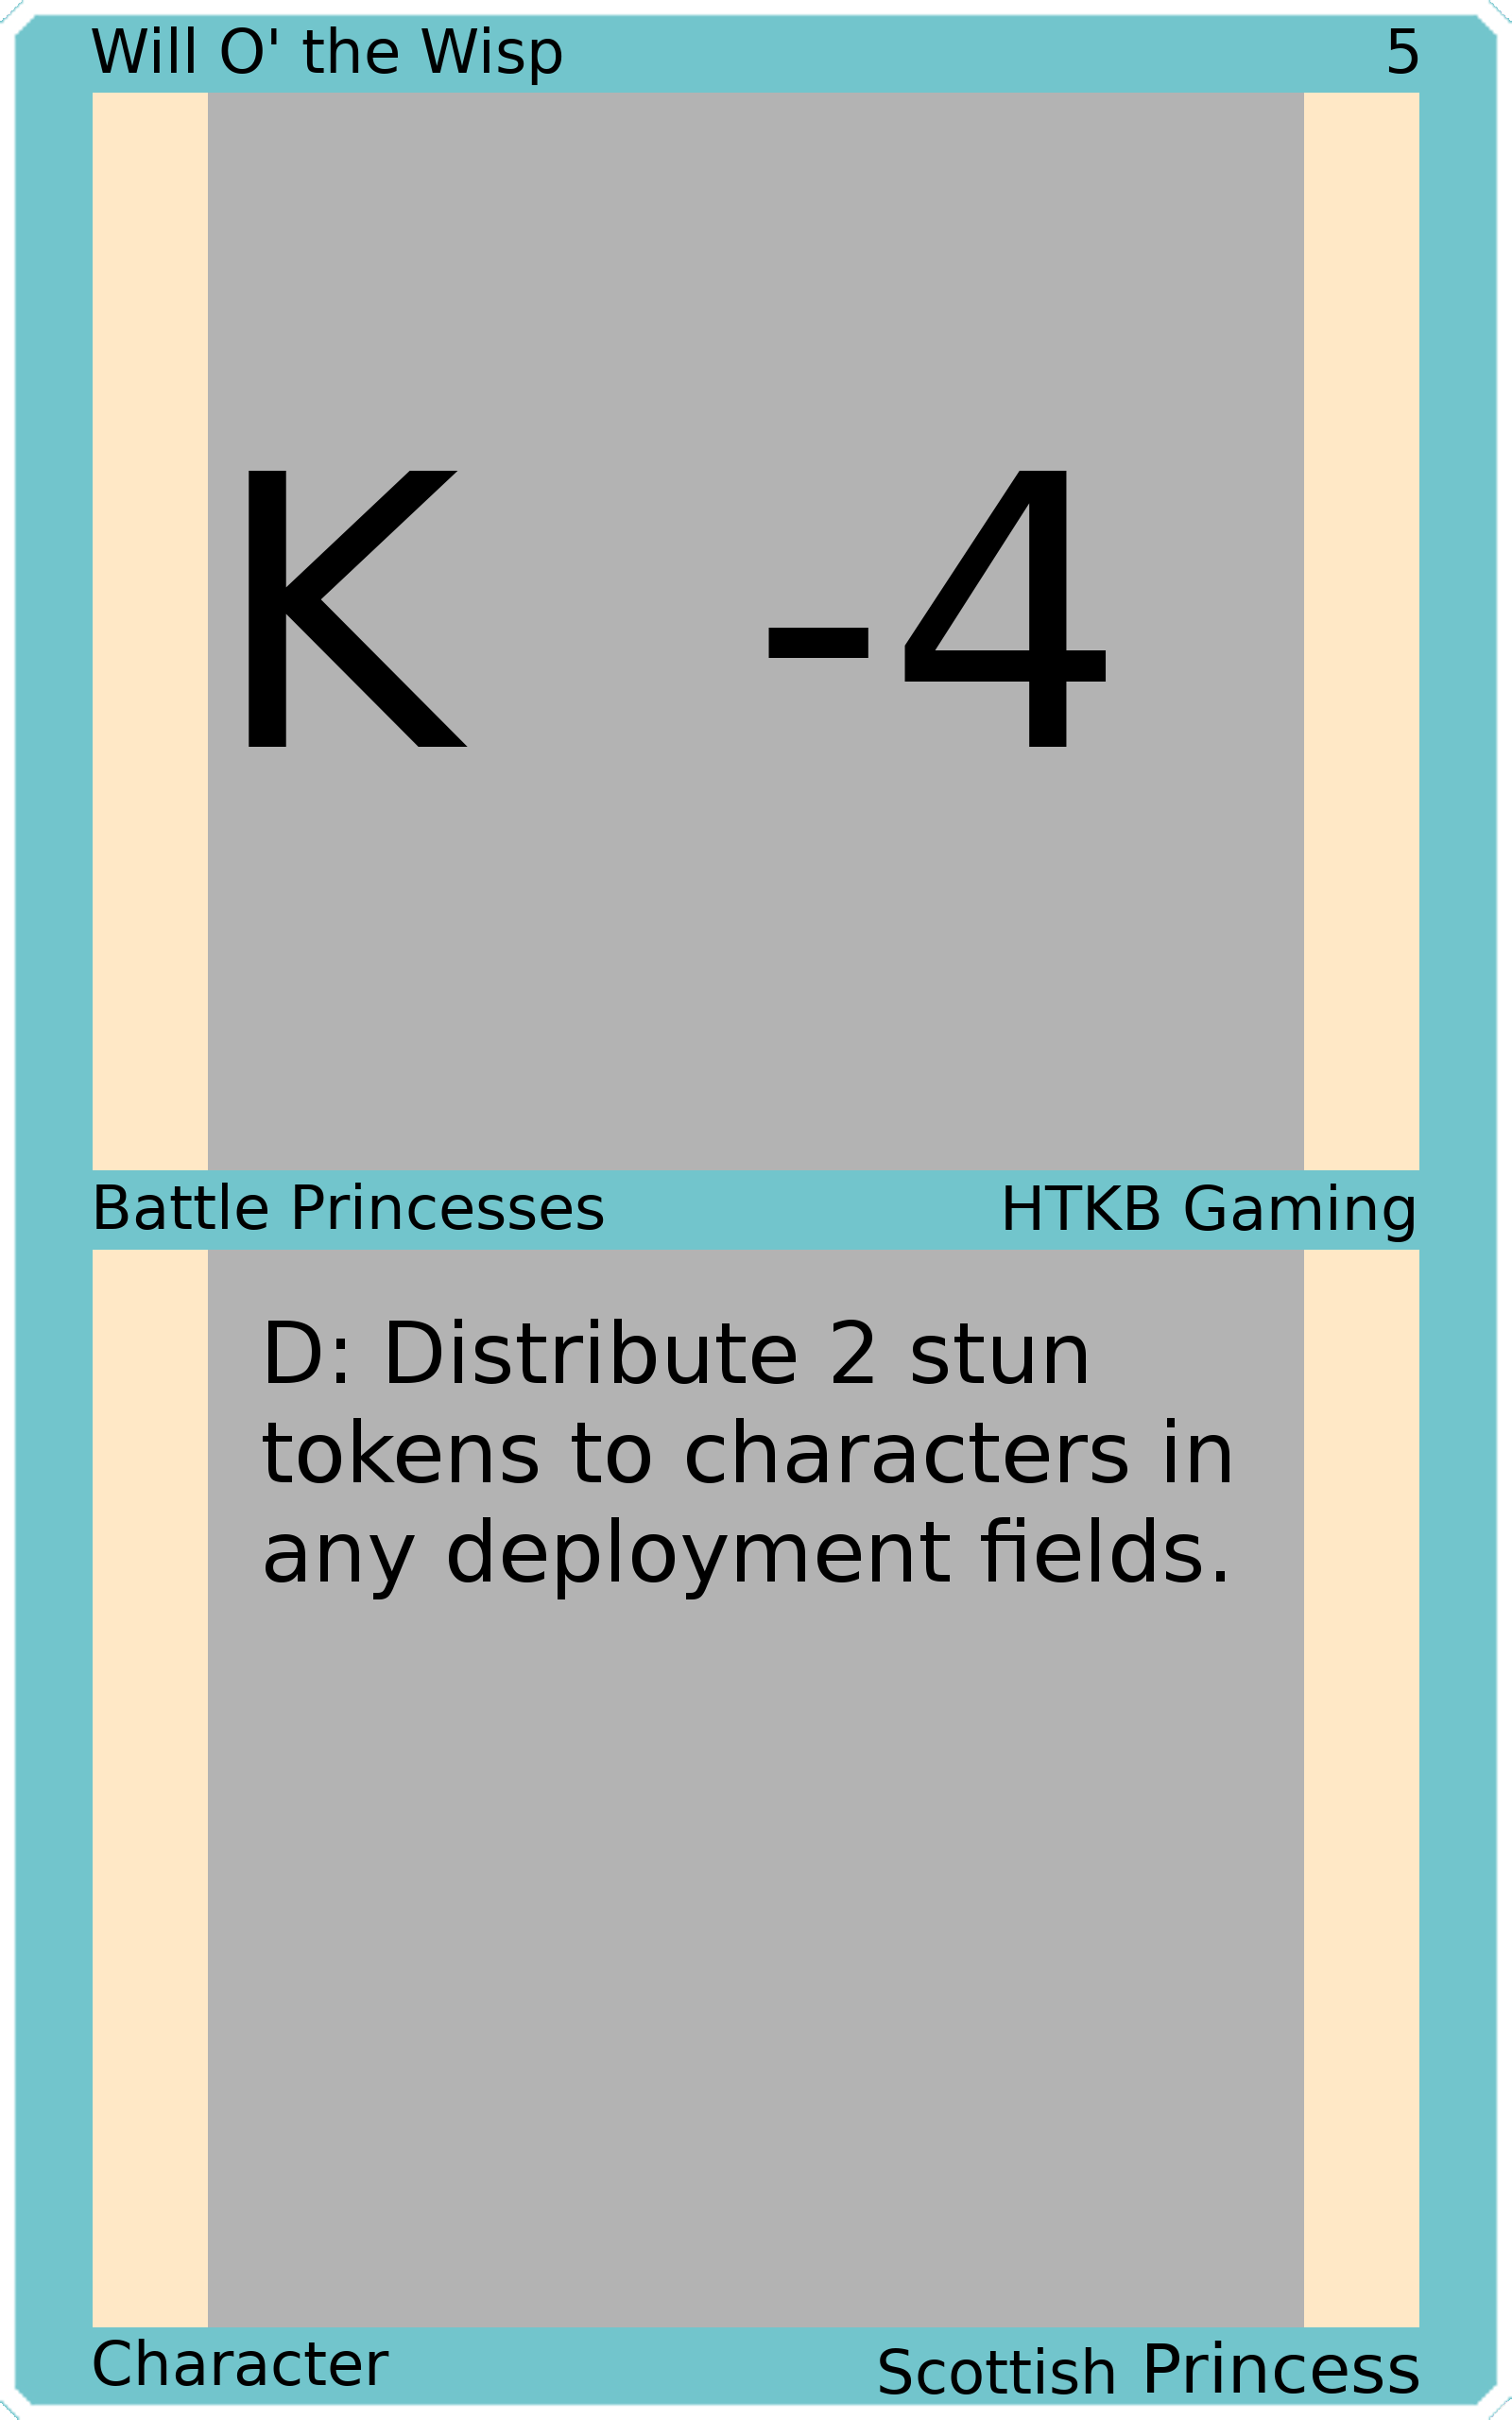 Will O' the Wisp 5
K -4
Battle Princesses HTKB Gaming
D: Distribute 2 stun
tokens to characters in
any deployment fields.
Character Scottish Princess